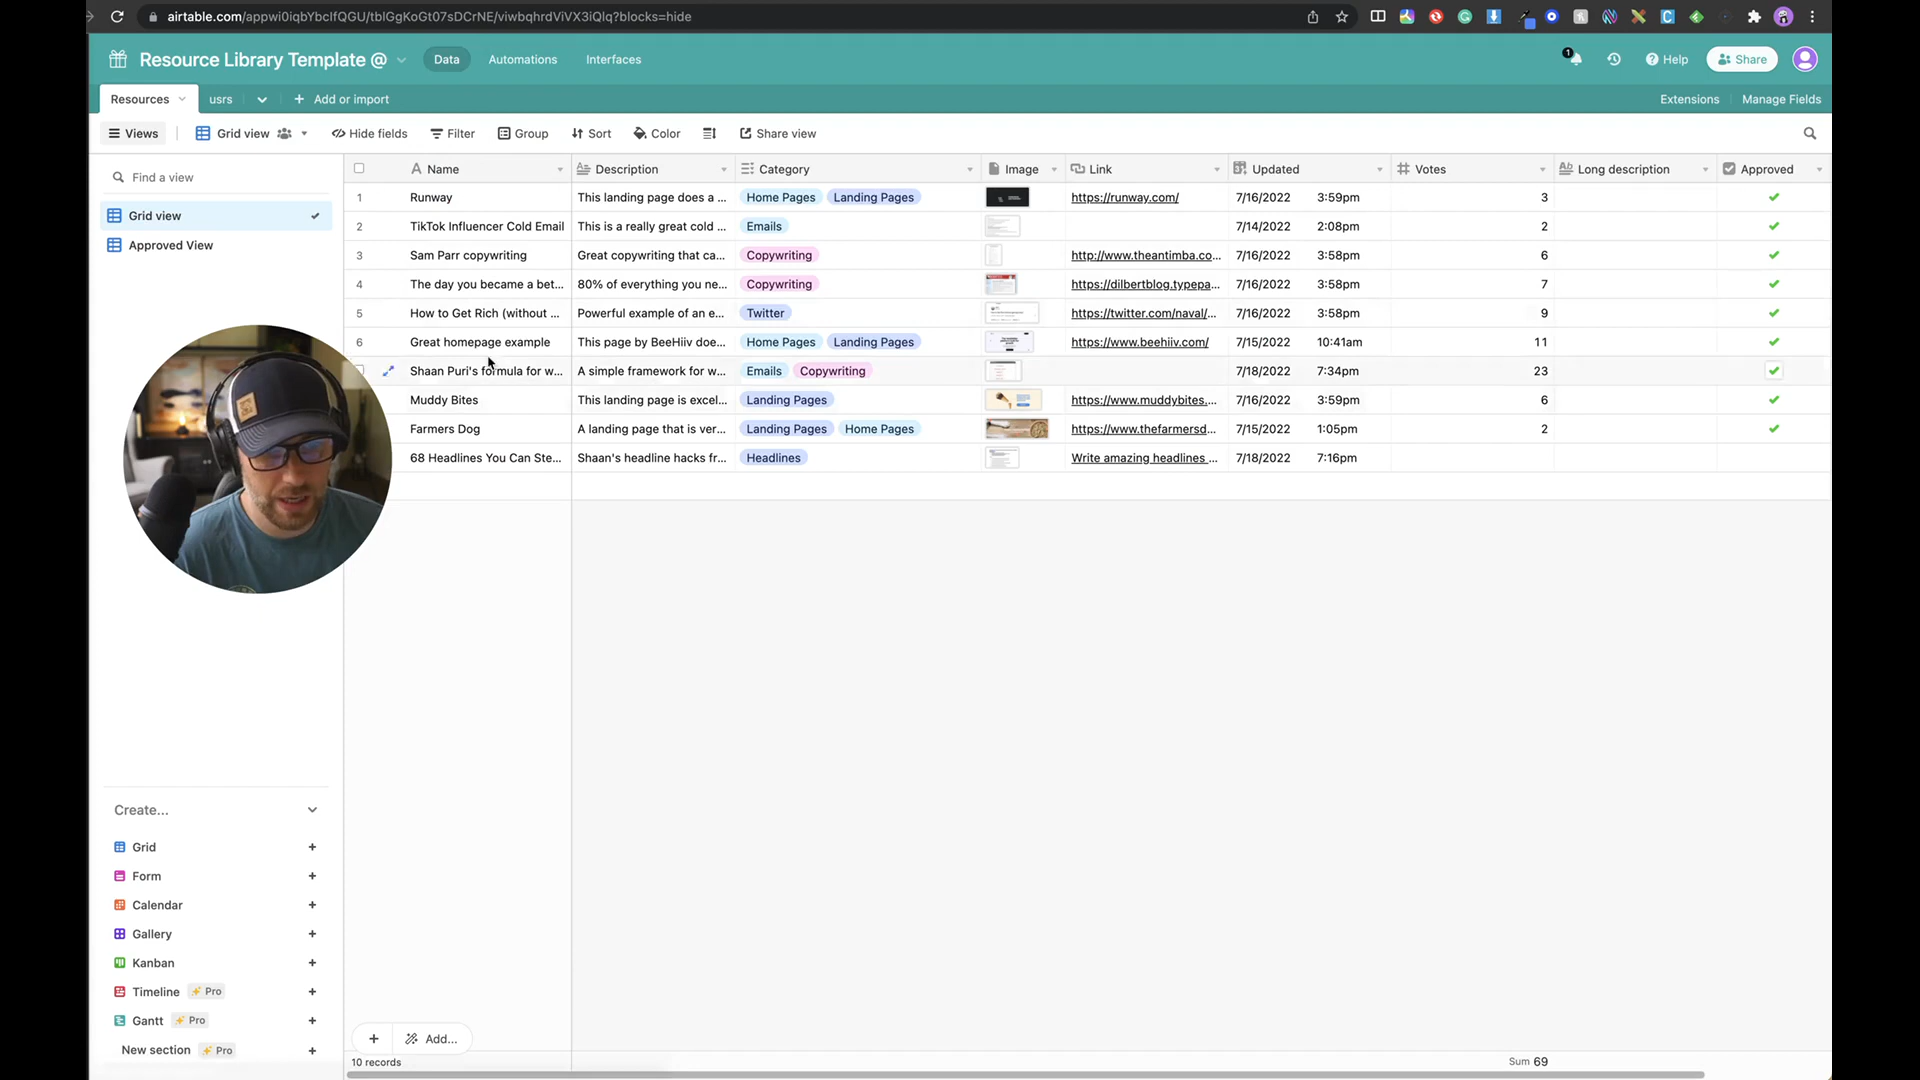 airtable.com/appwi0iqbYbcIfQGU/tblGgKoGt07sDCrNE/viwbqhrdViVX3iQlq?blocks=hide
Resource Library Template @ Data Automations Interfaces 1 Help Share
Resources usrs + Add or import Extensions Manage Fields
Views Grid view Hide fields Filter Group Sort Color Share view
Find a view
Grid view
Approved View
Name Description Category Image Link Updated Votes Long description Approved
1 Runway This landing page does a ... Home Pages Landing Pages https://runway.com/ 7/16/2022 3:59pm 3
2 TikTok Influencer Cold Email This is a really great cold ... Emails 7/14/2022 2:08pm 2
3 Sam Parr copywriting Great copywriting that ca... Copywriting http://www.theantimba.co... 7/16/2022 3:58pm 6
4 The day you became a bet... 80% of everything you ne... Copywriting https://dilbertblog.typepa... 7/16/2022 3:58pm 7
5 How to Get Rich (without ... Powerful example of an e... Twitter https://twitter.com/naval/... 7/16/2022 3:58pm 9
6 Great homepage example This page by BeeHiiv doe... Home Pages Landing Pages https://www.beehiiv.com/ 7/15/2022 10:41am 11
Shaan Puri's formula for w... A simple framework for w... Emails Copywriting 7/18/2022 7:34pm 23
Muddy Bites This landing page is excel... Landing Pages https://www.muddybites.... 7/16/2022 3:59pm 6
Farmers Dog A landing page that is ver... Landing Pages Home Pages https://www.thefarmersd... 7/15/2022 1:05pm 2
68 Headlines You Can Ste... Shaan's headline hacks fr... Headlines Write amazing headlines ... 7/18/2022 7:16pm
Create...
Grid +
Form +
Calendar +
Gallery +
Kanban +
Timeline Pro +
Gantt Pro +
New section Pro +
+ Add...
10 records Sum 69